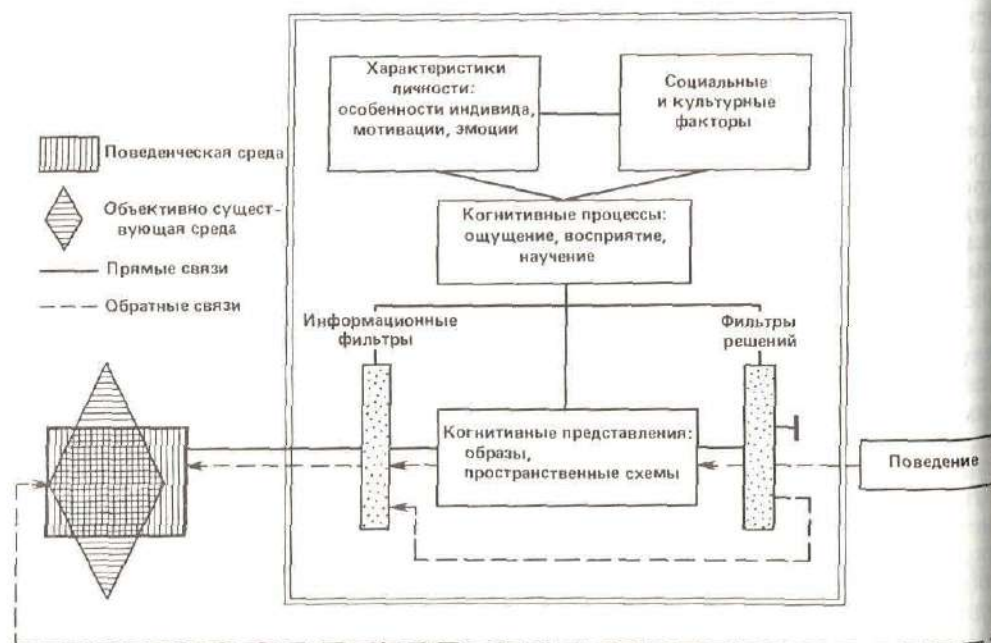 Характеристики
личности:
особенности индивида,
мотивации, эмоции
Социальные
и культурные
факторы
Поведенческая среда
Объективно сущест-
вующая среда
Прямые связи
Обратные связи
Когнитивные процессы:
ощущение, восприятие,
научение
Информационные
фильтры
Фильтры
решений
Когнитивные представления:
образы,
пространственные схемы
Поведение